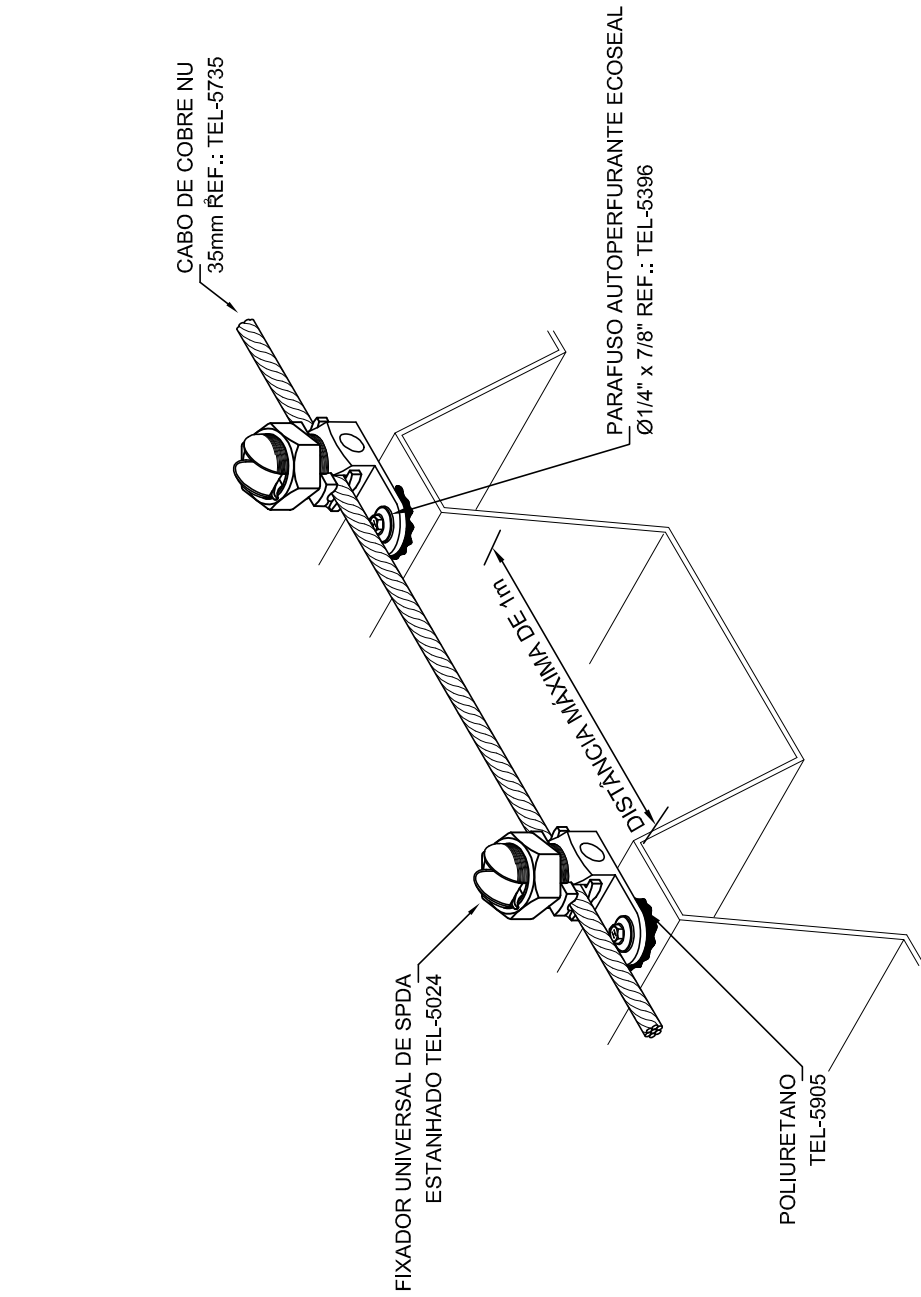 CABO DE COBRE NU
35mm² REF.: TEL-5735
PARAFUSO AUTOPERFURANTE ECOSEAL
Ø1/4" x 7/8" REF.: TEL-5396
DISTÂNCIA MÁXIMA DE 1m
FIXADOR UNIVERSAL DE SPDA
ESTANHADO TEL-5024
POLIURETANO
TEL-5905